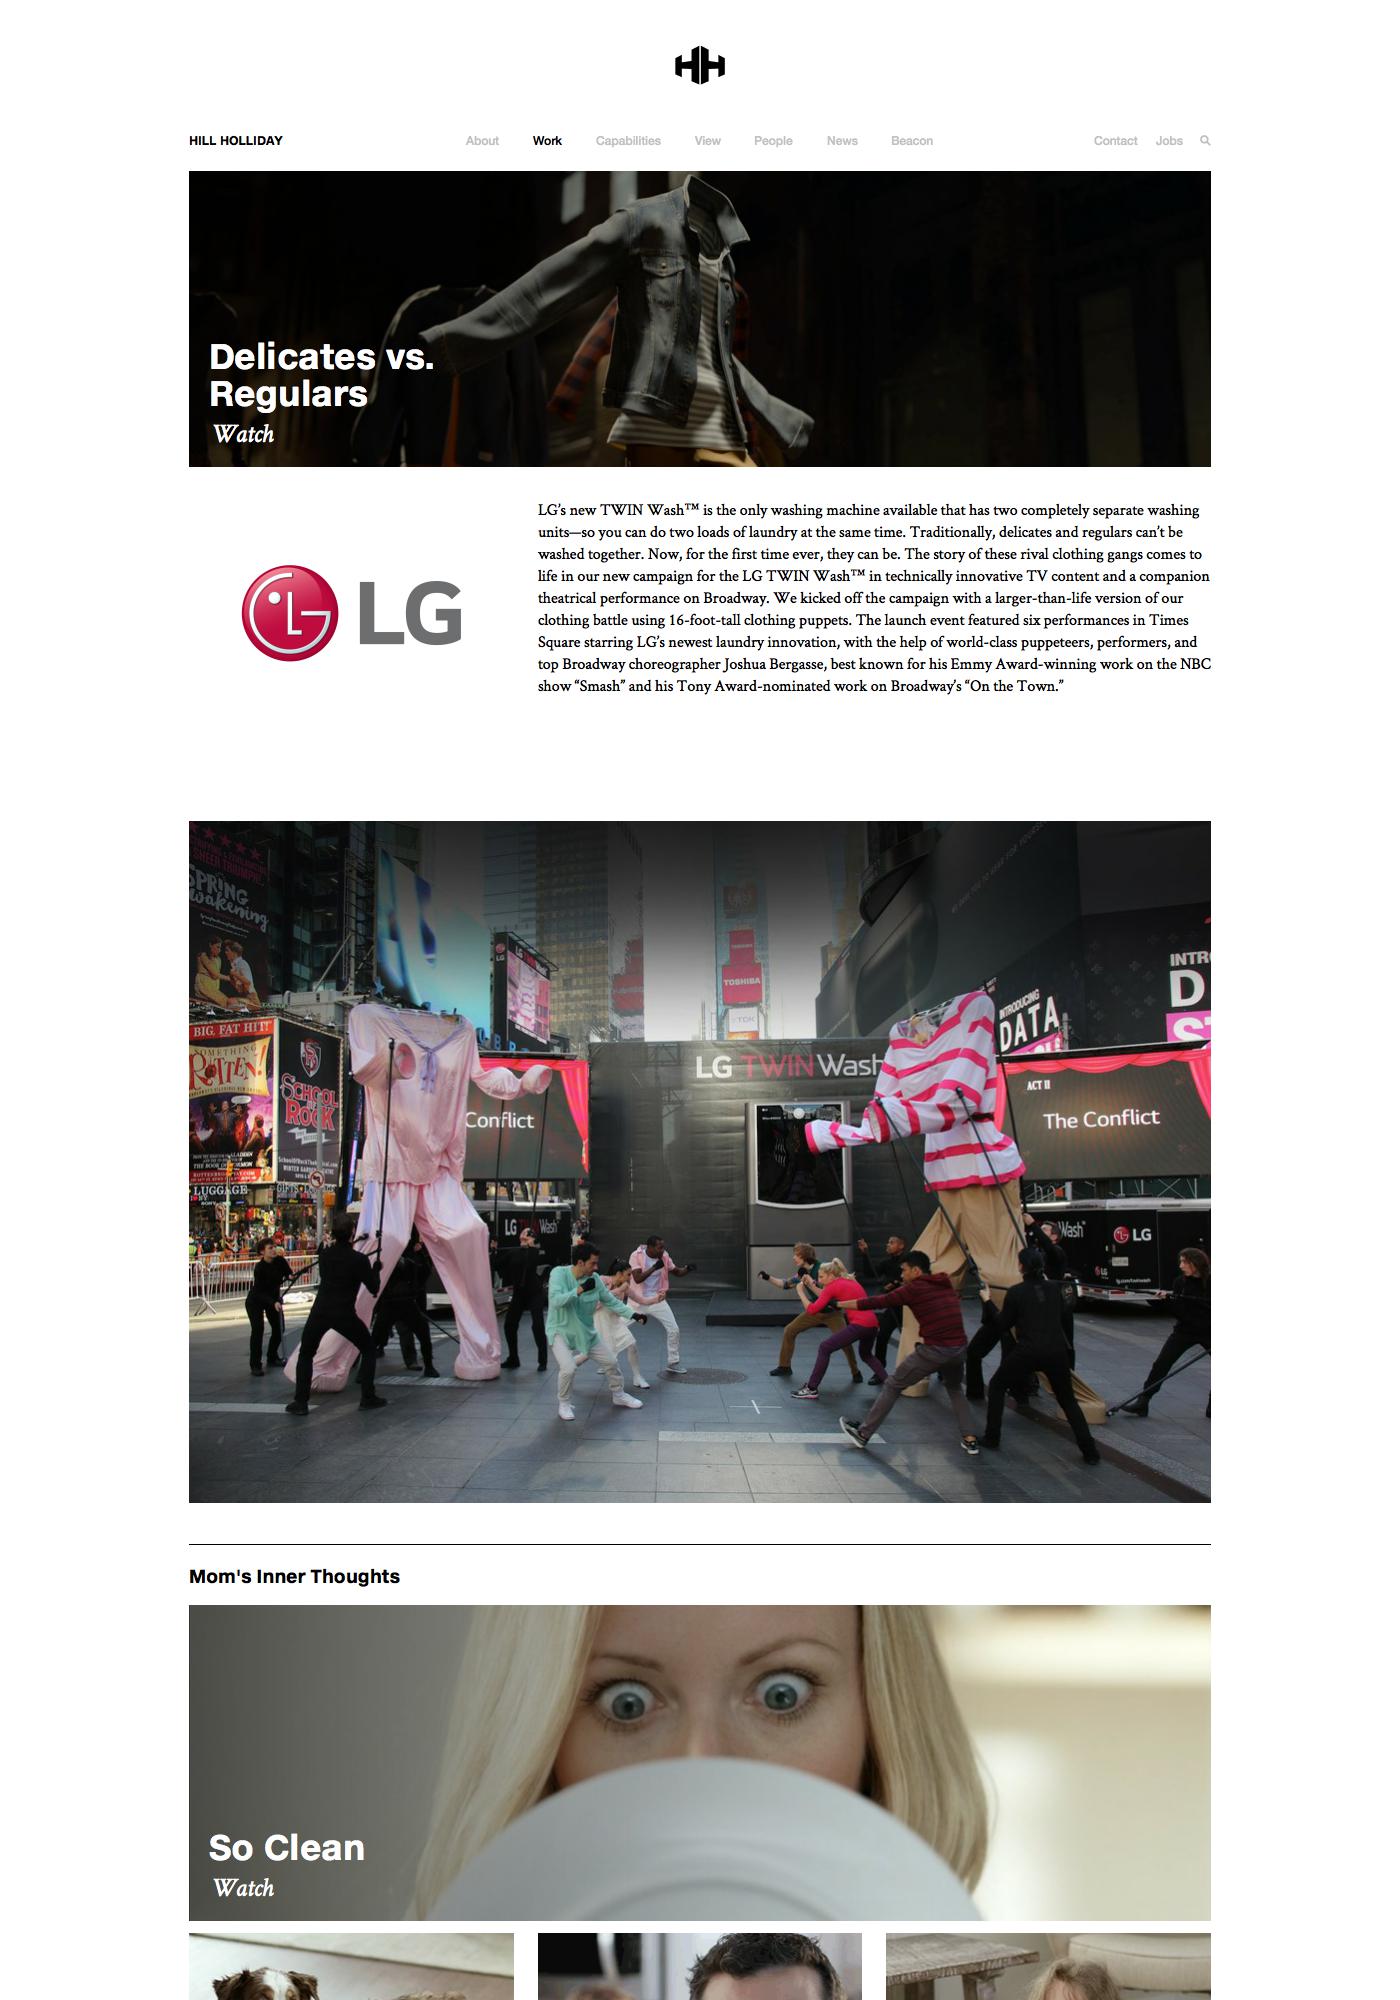 HILL HOLLIDAY
About Work Capabilities View People News Beacon
Contact Jobs
Delicates vs.
Regulars
Watch
LG
LG's new TWIN Wash™ is the only washing machine available that has two completely separate washing
units—so you can do two loads of laundry at the same time. Traditionally, delicates and regulars can't be
washed together. Now, for the first time ever, they can be. The story of these rival clothing gangs comes to
life in our new campaign for the LG TWIN Wash™ in technically innovative TV content and a companion
theatrical performance on Broadway. We kicked off the campaign with a larger-than-life version of our
clothing battle using 16-foot-tall clothing puppets. The launch event featured six performances in Times
Square starring LG's newest laundry innovation, with the help of world-class puppeteers, performers, and
top Broadway choreographer Joshua Bergasse, best known for his Emmy Award-winning work on the NBC
show “Smash” and his Tony Award-nominated work on Broadway's “On the Town.”
SHEER TRIUMPH!
SPRING
awakening
TOSHIBA
TOSHIBA
TDK
INTR
D
INTRODUCING
DATA
BIG, FAT HIT!
SOMETHING
ROTTEN!
SCHOOL
OF
ROCK
LUGGAGE
GIFTS
SONY
LG TWIN Wash
Conflict
ACT II
The Conflict
LG TWIN Wash
Wash
LG
Mom's Inner Thoughts
So Clean
Watch